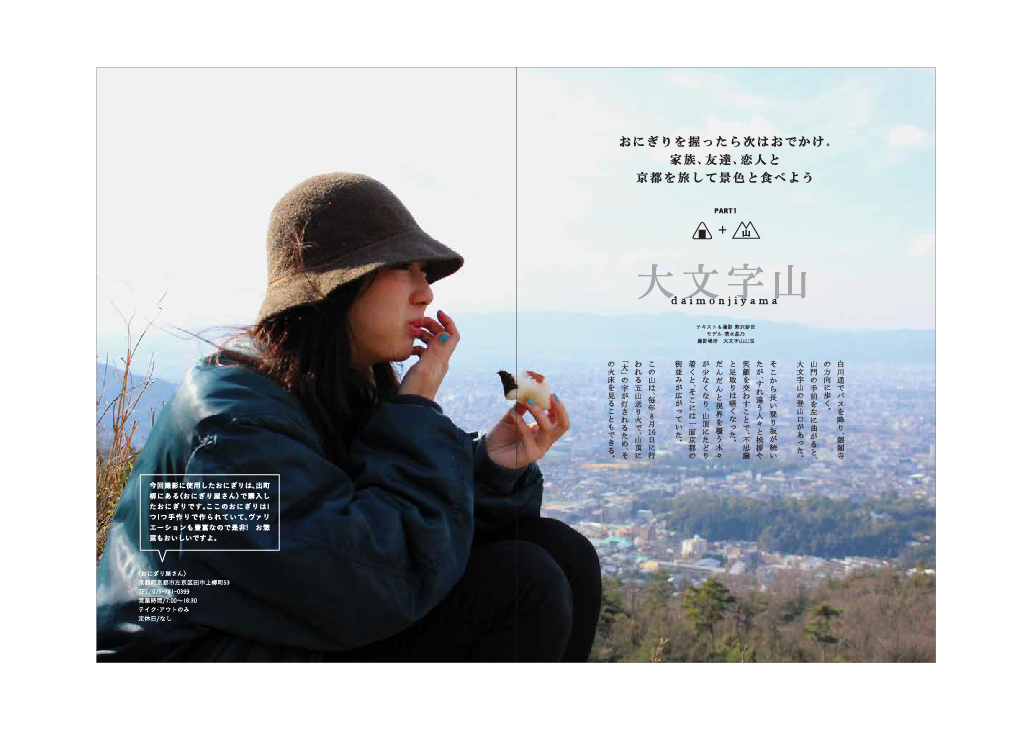 おにぎりを握ったら次はおでかけ。
家族、友達、恋人と
京都を旅して景色と食べよう
PART1
+
山
大文字山
daimonjiyama
テキスト&撮影
モデル 清水晶乃
撮影場所 大文字山山頂
白川通でバスを降り、銀閣寺
の方向に歩く。
山門の手前を左に曲がると、
大文字山の登山口があった。
そこから長い登り坂が続い
たが、すれ違う人々と挨拶や
笑顔を交わすことで、不思議
と足取りは軽くなった。
だんだんと視界を覆う木々
が少なくなり、山頂にたどり
着くと、そこには一面京都の
街並みが広がっていた。
この山は、毎年8月16日に行
われる五山送り火で、山頂に
「大」の字が灯されるため、そ
の火床を見ることもできる。
今回撮影に使用したおにぎりは、出町
柳にある〈おにぎり屋さん〉で購入し
たおにぎりです。ここのおにぎりは1
つ1つ手作りで作られていて、ヴァリ
エーションも豊富なので是非! お惣
菜もおいしいですよ。
〈おにぎり屋さん〉
京都府京都市左京区田中上柳町53
TEL. 075-781-0399
営業時間/7:00〜18:30
テイク・アウトのみ
定休日/なし